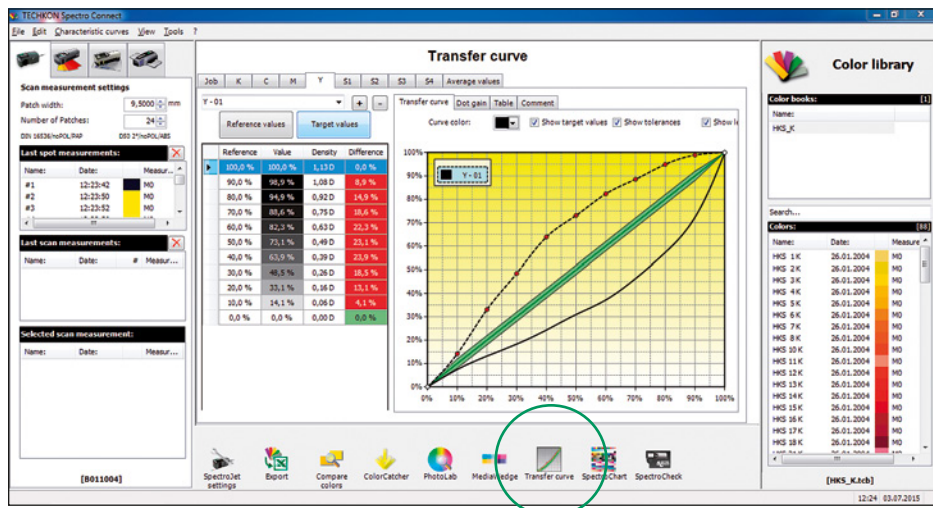 TECHKON Spectro Connect
File Edit Characteristic curves View Tools ?
Scan measurement settings
Patch width: 9,5000 mm
Number of Patches: 24
DIN 16536/noPOL/PAP D50 2°/noPOL/ABS
Last spot measurements:
Name: Date: Measur...
#1 12:23:42 M0
#2 12:23:50 M0
#3 12:23:52 M0
Last scan measurements:
Name: Date: # Measur...
Selected scan measurement:
Name: Date: Measur...
[B011004]
Transfer curve
Job K C M Y S1 S2 S3 S4 Average values
Y-01 + -
Reference values Target values
Reference Value Density Difference
100,0 % 100,0 % 1,13 D 0,0 %
90,0 % 98,9 % 1,08 D 8,9 %
80,0 % 94,9 % 0,92 D 14,9 %
70,0 % 88,6 % 0,75 D 18,6 %
60,0 % 82,3 % 0,63 D 22,3 %
50,0 % 73,1 % 0,49 D 23,1 %
40,0 % 63,9 % 0,39 D 23,9 %
30,0 % 48,5 % 0,26 D 18,5 %
20,0 % 33,1 % 0,16 D 13,1 %
10,0 % 14,1 % 0,06 D 4,1 %
0,0 % 0,0 % 0,00 D 0,0 %
Transfer curve Dot gain Table Comment
Curve color: Show target values Show tolerances Show le
Y-01
100%
90%
80%
70%
60%
50%
40%
30%
20%
10%
0%
0% 10% 20% 30% 40% 50% 60% 70% 80% 90% 100%
SpectroJet settings
Export
Compare colors
ColorCatcher
PhotoLab
MediaWedge
Transfer curve
SpectroChart
SpectroCheck
Color library
Color books: [1]
Name:
HKS_K
Search...
Colors: [88]
Name: Date: Measure
HKS 1 K 26.01.2004 M0
HKS 2 K 26.01.2004 M0
HKS 3 K 26.01.2004 M0
HKS 4 K 26.01.2004 M0
HKS 5 K 26.01.2004 M0
HKS 6 K 26.01.2004 M0
HKS 7 K 26.01.2004 M0
HKS 8 K 26.01.2004 M0
HKS 10 K 26.01.2004 M0
HKS 11 K 26.01.2004 M0
HKS 12 K 26.01.2004 M0
HKS 13 K 26.01.2004 M0
HKS 14 K 26.01.2004 M0
HKS 15 K 26.01.2004 M0
HKS 16 K 26.01.2004 M0
HKS 17 K 26.01.2004 M0
HKS 18 K 26.01.2004 M0
[HKS_K.tcb]
12:24 03.07.2015